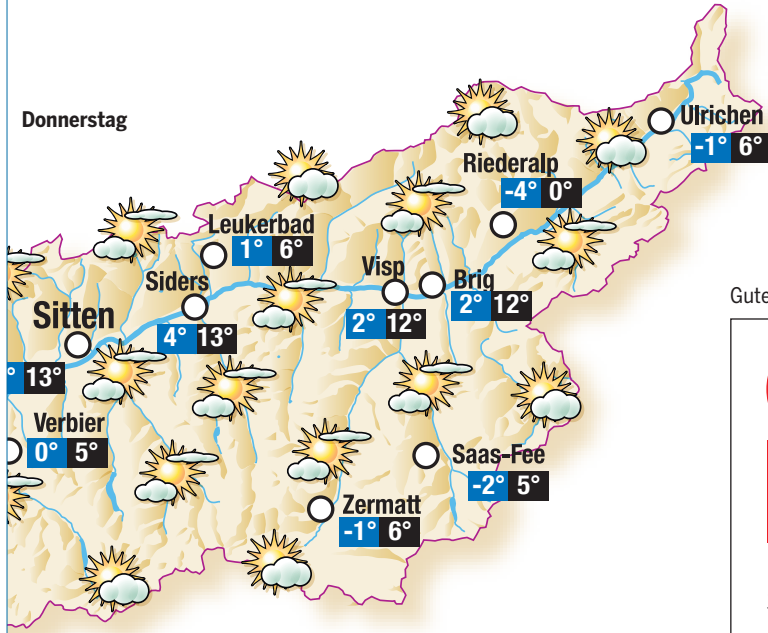 Donnerstag
Ulrichen
-1° 6°
Riederalp
-4° 0°
Leukerbad
1° 6°
Visp
2° 12°
Brig
2° 12°
Siders
4° 13°
Sitten
° 13°
Verbier
0° 5°
Saas-Fee
-2° 5°
Zermatt
-1° 6°
Gute